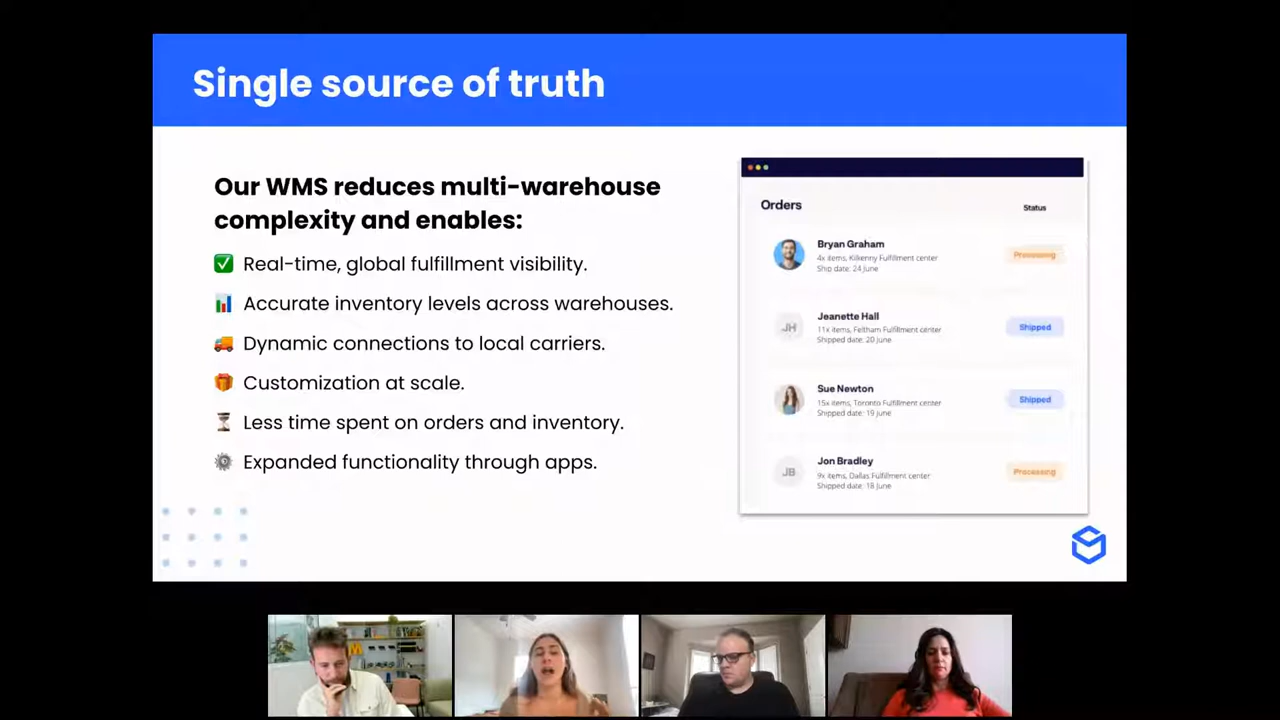 Single source of truth
Our WMS reduces multi-warehouse
complexity and enables:
Real-time, global fulfillment visibility.
Accurate inventory levels across warehouses.
Dynamic connections to local carriers.
Customization at scale.
Less time spent on orders and inventory.
Expanded functionality through apps.
Orders
Status
Bryan Graham
4x items, Kilkenny Fulfillment center
Ship date: 24 June
Processing
JH
Jeanette Hall
11x items, Feltham Fulfillment center
Shipped date: 20 June
Shipped
Sue Newton
15x items, Toronto Fulfillment center
Shipped date: 19 June
Shipped
JB
Jon Bradley
9x items, Dallas Fulfillment center
Shipped date: 18 June
Processing